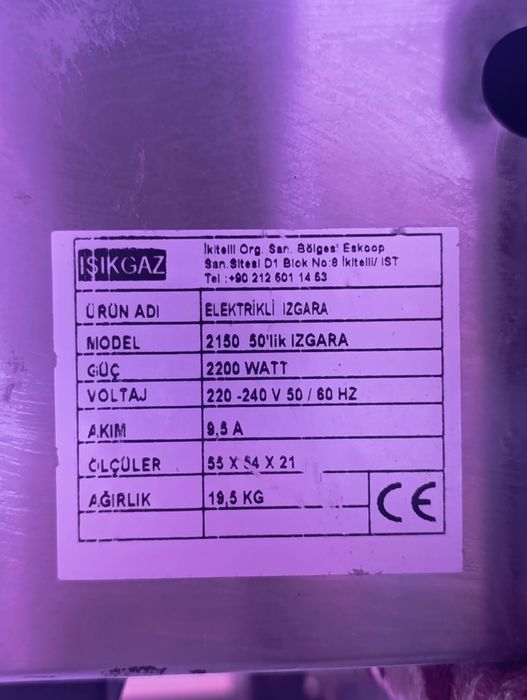 IŞIKGAZ
İkitelli Org. San. Bölgesi Eskoop
San.Sitesi D1 Blok No:8 İkitelli/ IST
Tel :+90 212 601 14 63
ÜRÜN ADI ELEKTRİKLİ IZGARA
MODEL 2150 50'lik IZGARA
GÜÇ 2200 WATT
VOLTAJ 220 -240 V 50 / 60 HZ
AKIM 9,5 A
ÖLÇÜLER 55 X 54 X 21
AĞIRLIK 19,5 KG
CE